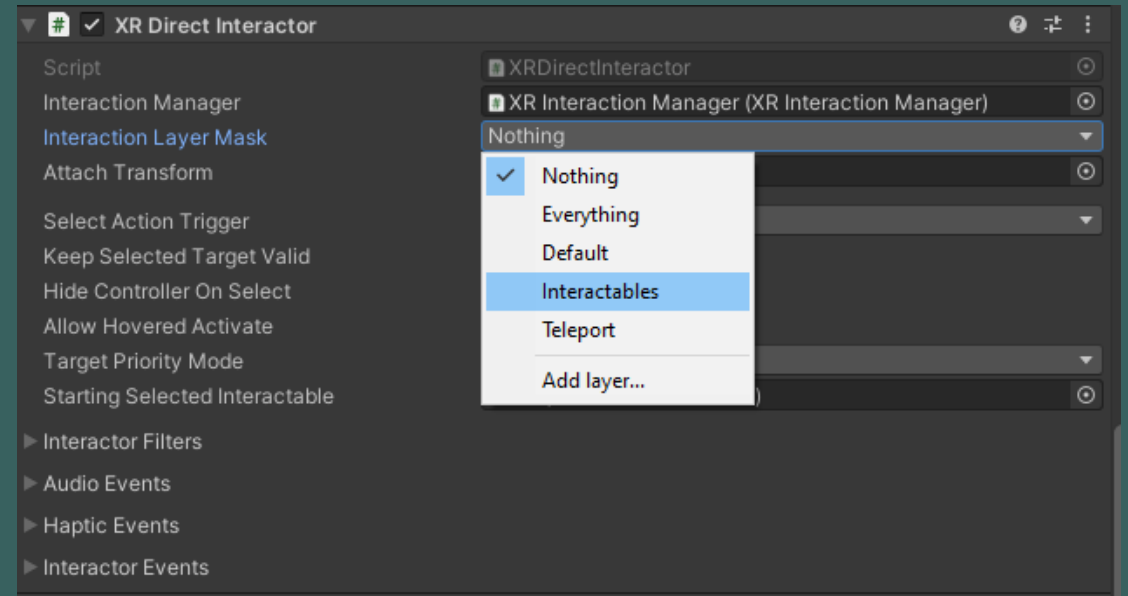 XR Direct Interactor
Script XRDirectInteractor
Interaction Manager XR Interaction Manager (XR Interaction Manager)
Interaction Layer Mask Nothing
Attach Transform
Nothing
Everything
Default
Interactables
Teleport
Add layer...
Select Action Trigger
Keep Selected Target Valid
Hide Controller On Select
Allow Hovered Activate
Target Priority Mode
Starting Selected Interactable
Interactor Filters
Audio Events
Haptic Events
Interactor Events